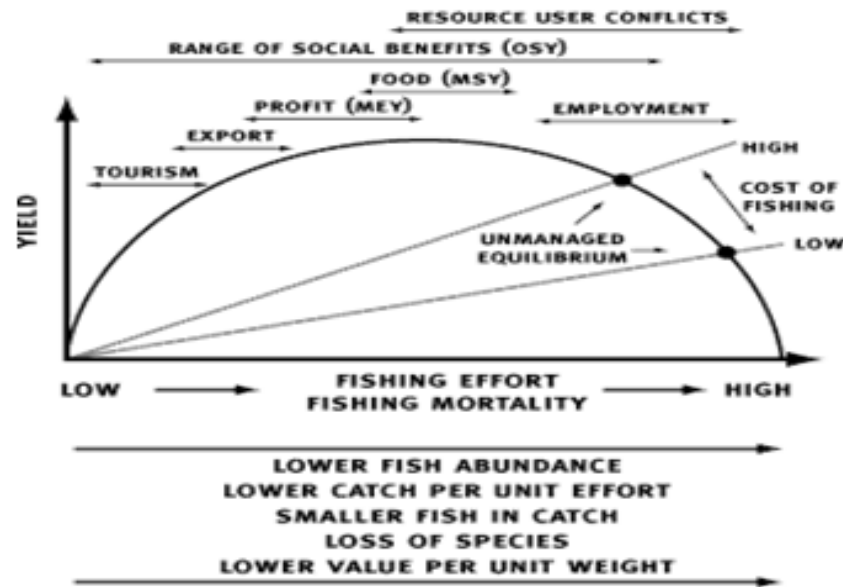 RESOURCE USER CONFLICTS
RANGE OF SOCIAL BENEFITS (OSY)
FOOD (MSY)
PROFIT (MEY)
EMPLOYMENT
EXPORT
HIGH
TOURISM
COST OF
FISHING
YIELD
UNMANAGED
EQUILIBRIUM
LOW
LOW
FISHING EFFORT
FISHING MORTALITY
HIGH
LOWER FISH ABUNDANCE
LOWER CATCH PER UNIT EFFORT
SMALLER FISH IN CATCH
LOSS OF SPECIES
LOWER VALUE PER UNIT WEIGHT